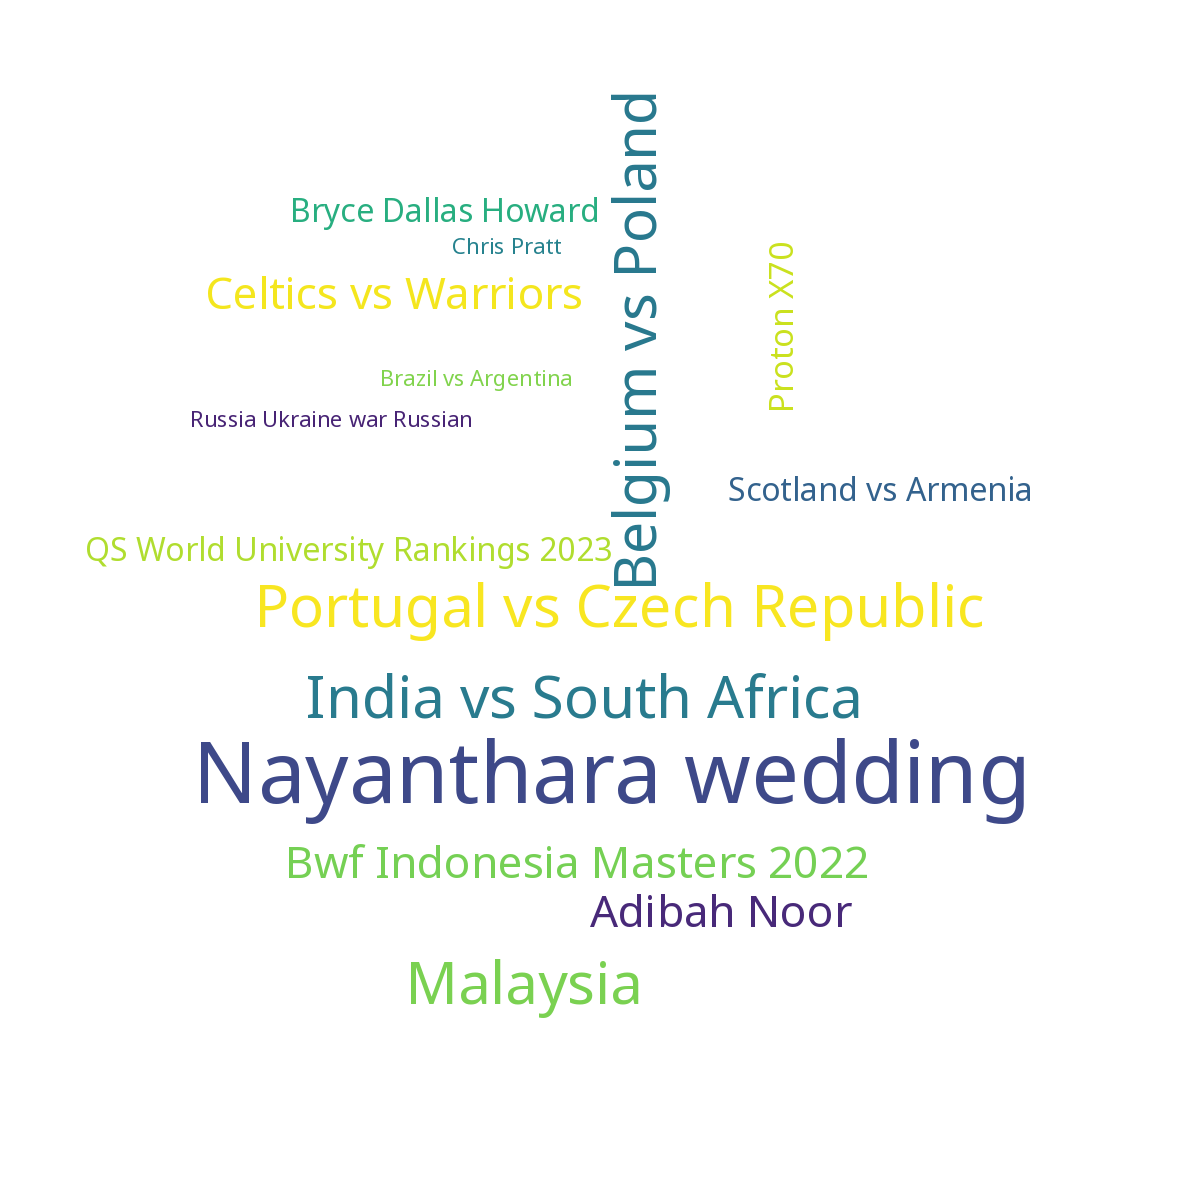 Belgium vs Poland
Bryce Dallas Howard
Chris Pratt
Proton X70
Celtics vs Warriors
Brazil vs Argentina
Russia Ukraine war Russian
Scotland vs Armenia
QS World University Rankings 2023
Portugal vs Czech Republic
India vs South Africa
Nayanthara wedding
Bwf Indonesia Masters 2022
Adibah Noor
Malaysia